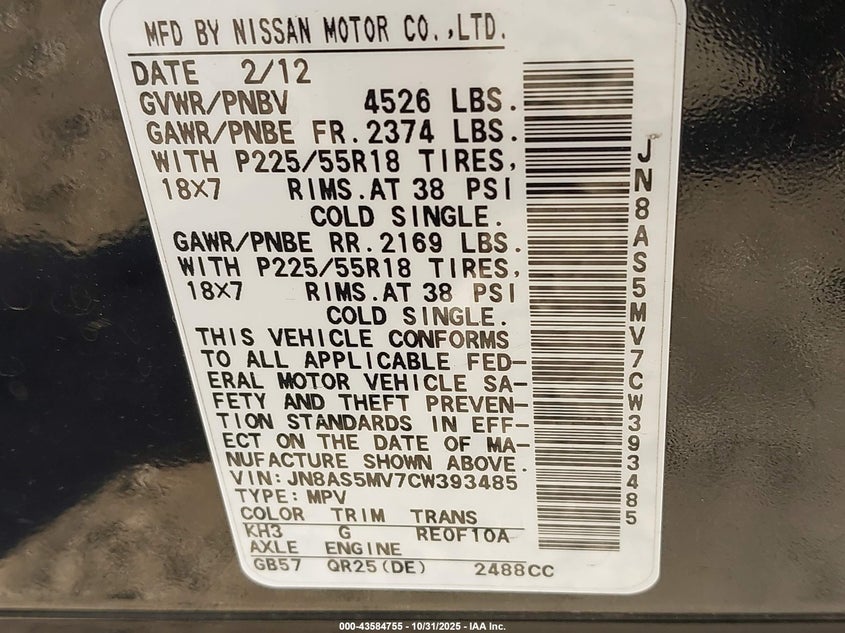 MFD BY NISSAN MOTOR CO.,LTD.
DATE 2/12
GVWR/PNBV 4526 LBS.
GAWR/PNBE FR. 2374 LBS.
WITH P225/55R18 TIRES,
18X7 RIMS. AT 38 PSI
COLD SINGLE.
GAWR/PNBE RR. 2169 LBS.
WITH P225/55R18 TIRES,
18X7 RIMS. AT 38 PSI
COLD SINGLE.
THIS VEHICLE CONFORMS
TO ALL APPLICABLE FED-
ERAL MOTOR VEHICLE SA-
FETY AND THEFT PREVEN-
TION STANDARDS IN EFF-
ECT ON THE DATE OF MA-
NUFACTURE SHOWN ABOVE.
VIN: JN8AS5MV7CW393485
TYPE: MPV
COLOR TRIM TRANS
KH3 G RE0F10A
AXLE ENGINE
GB57 QR25(DE) 2488CC
JN8AS5MV7CW393485
000-43584755 - 10/31/2025 - IAA Inc.